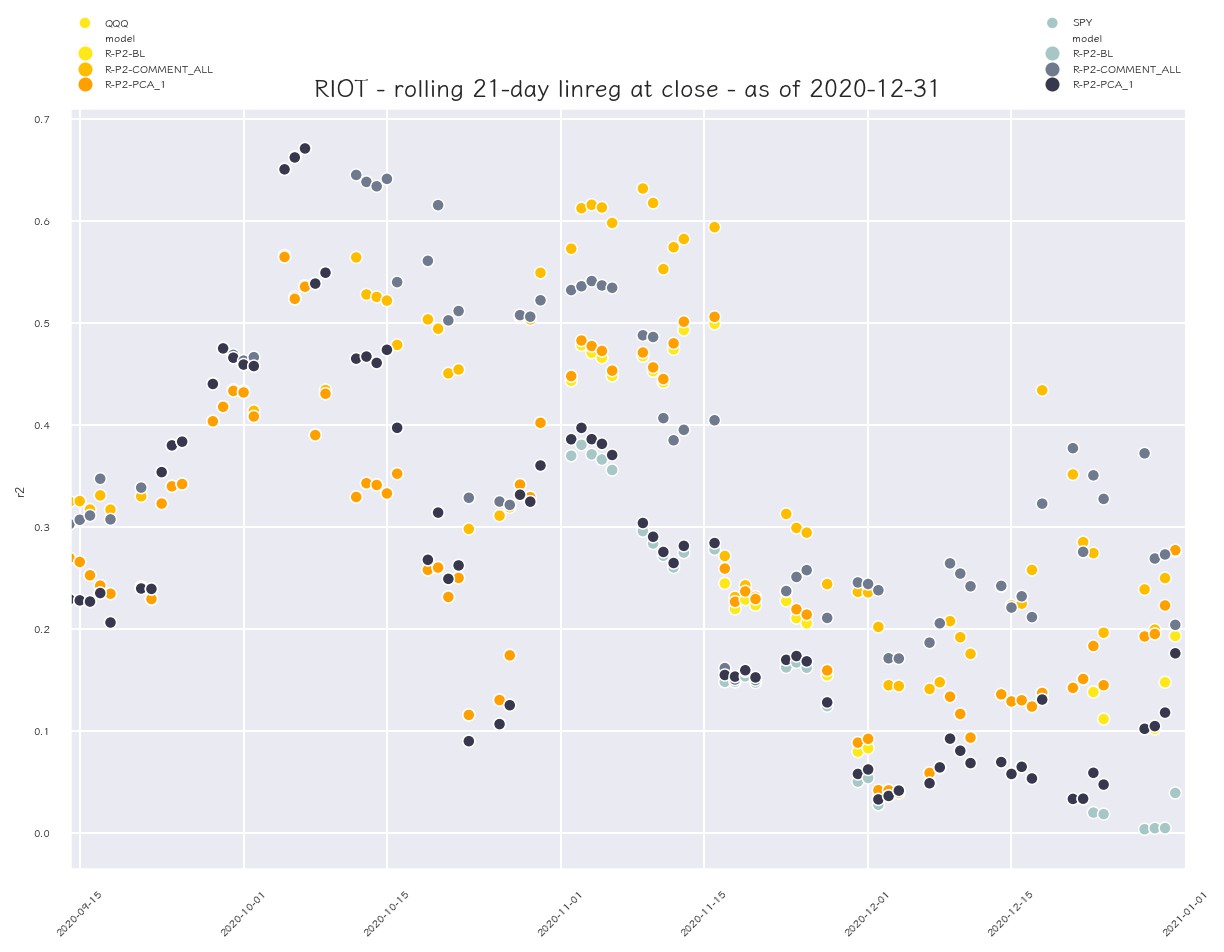 QQQ
model
R-P2-BL
R-P2-COMMENT_ALL
R-P2-PCA_1
SPY
model
R-P2-BL
R-P2-COMMENT_ALL
R-P2-PCA_1
RIOT - rolling 21-day linreg at close - as of 2020-12-31
0.7
0.6
0.5
0.4
0.3
0.2
0.1
0.0
r2
2020-09-15
2020-10-01
2020-10-15
2020-11-01
2020-11-15
2020-12-01
2020-12-15
2021-01-01